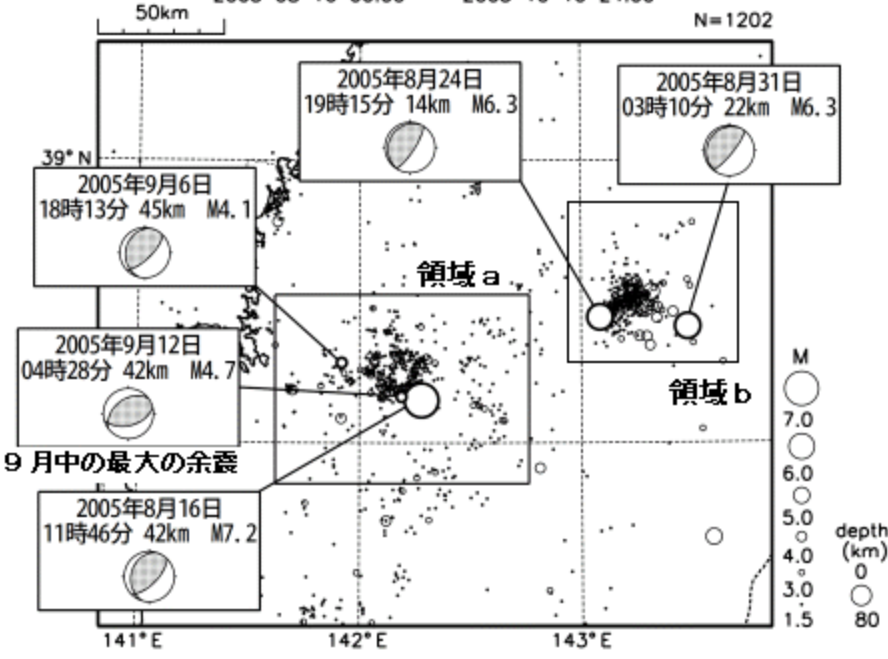 50km
N=1202
2005年8月24日
19時15分 14km M6.3
2005年8月31日
03時10分 22km M6.3
39°N
2005年9月6日
18時13分 45km M4.1
領域a
2005年9月12日
04時28分 42km M4.7
領域b
9月中の最大の余震
2005年8月16日
11時46分 42km M7.2
M
7.0
6.0
5.0
4.0
3.0
1.5
depth
(km)
0
80
141°E
142°E
143°E